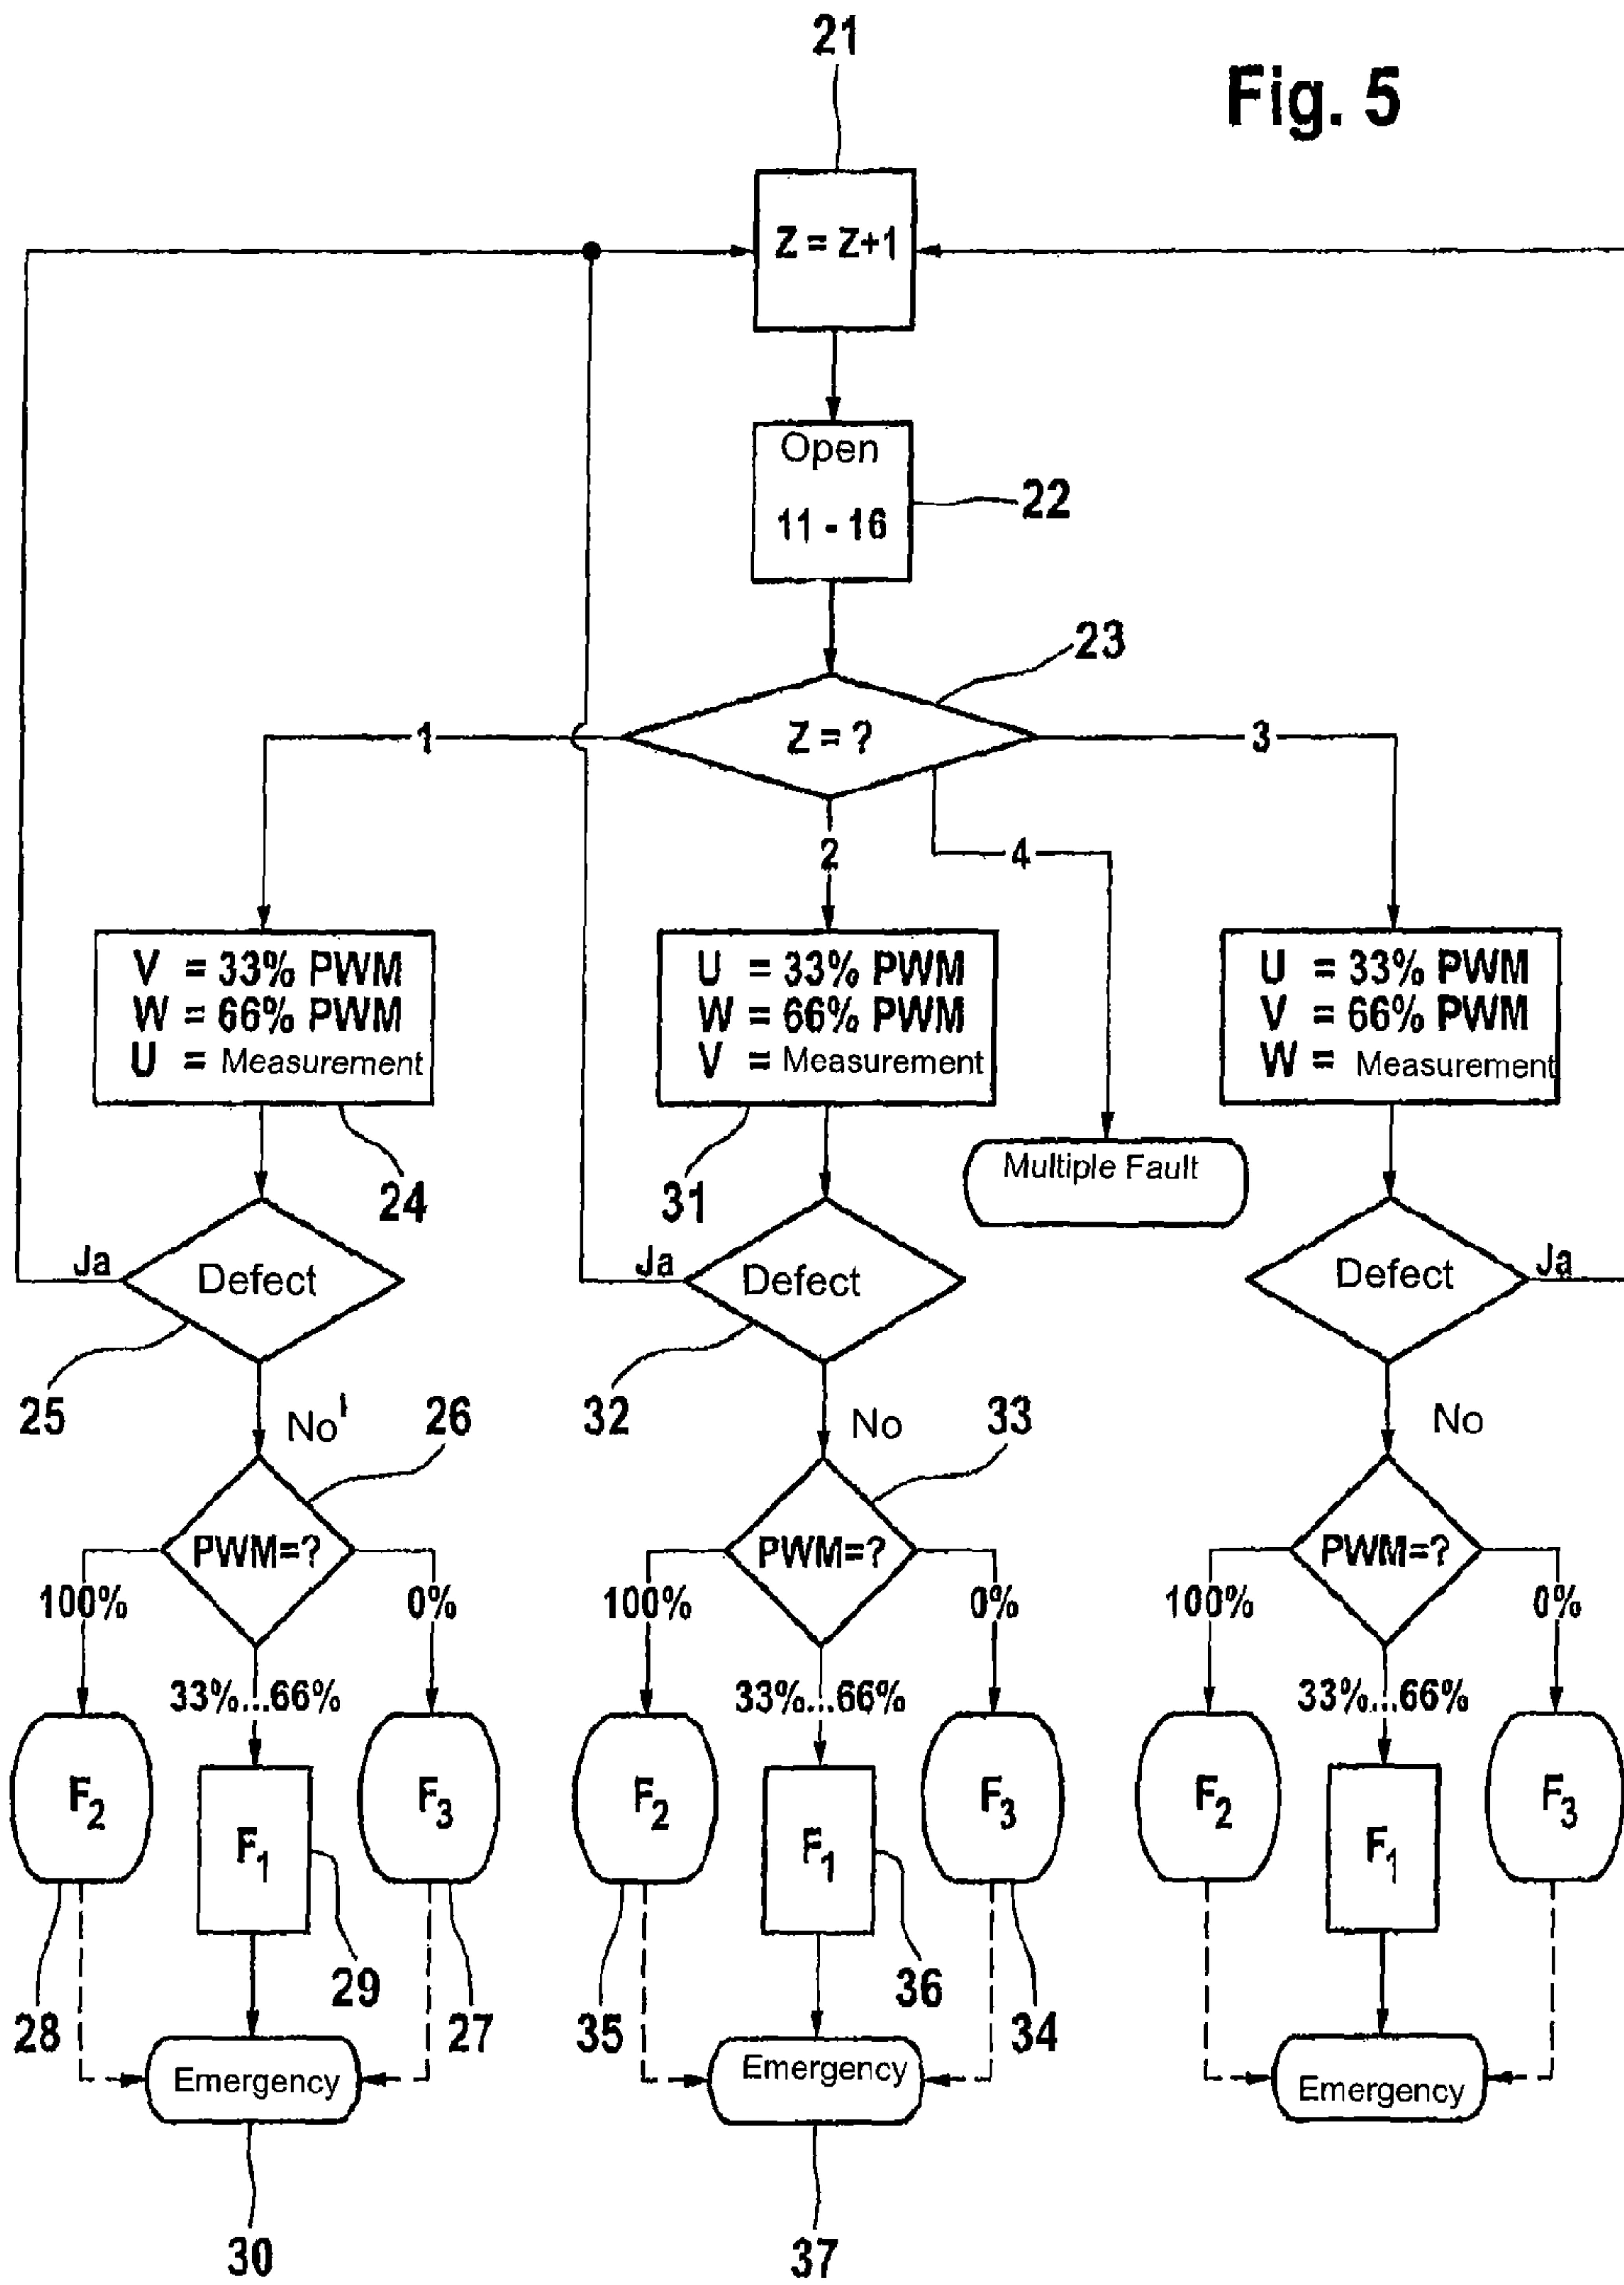 21
Fig. 5
Z = Z+1
Open
11 - 16
22
23
Z = ?
1
3
2
4
V = 33% PWM
W = 66% PWM
U = Measurement
U = 33% PWM
W = 66% PWM
V = Measurement
U = 33% PWM
V = 66% PWM
W = Measurement
Multiple Fault
24
31
Ja
Defect
Ja
Defect
Defect
Ja
25
No
26
32
No
33
No
PWM=?
PWM=?
PWM=?
100%
0%
100%
0%
100%
0%
33%...66%
33%...66%
33%...66%
F2
F1
F3
F2
F1
F3
F2
F1
F3
28
29
27
35
36
34
Emergency
Emergency
Emergency
30
37